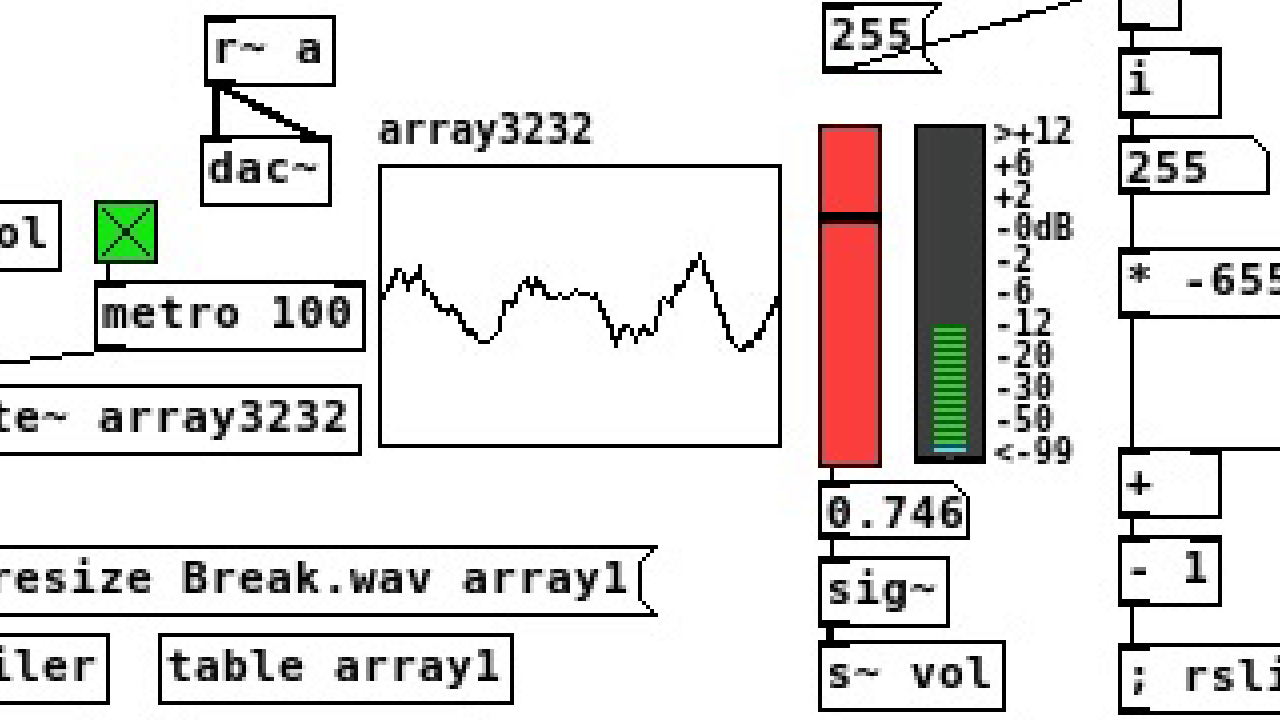 r~ a
dac~
ol
metro 100
te~ array3232
array3232
resize Break.wav array1
iler
table array1
255
>+12
+6
+2
-0dB
-2
-6
-12
-20
-30
-50
<-99
0.746
sig~
s~ vol
i
255
* -655
+
- 1
; rsli